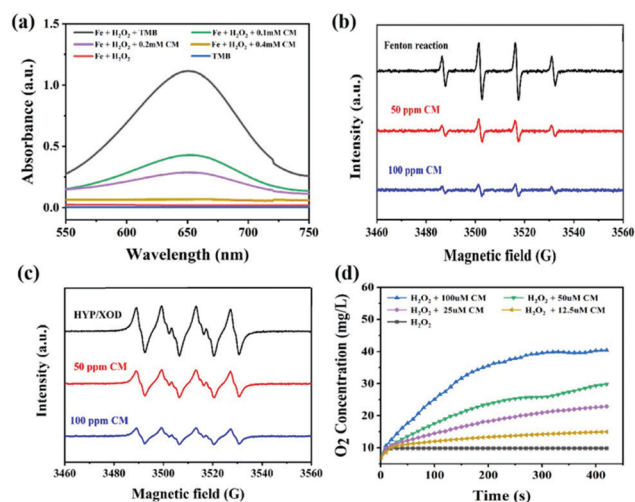 (a)
Fe + H2O2 + TMB
Fe + H2O2 + 0.1mM CM
Fe + H2O2 + 0.2mM CM
Fe + H2O2 + 0.4mM CM
Fe + H2O2
TMB
Absorbance (a.u.)
1.5
1.0
0.5
0.0
550 600 650 700 750
Wavelength (nm)
(b)
Fenton reaction
50 ppm CM
100 ppm CM
Intensity (a.u.)
3460 3480 3500 3520 3540 3560
Magnetic field (G)
(c)
HYP/XOD
50 ppm CM
100 ppm CM
Intensity (a.u.)
3460 3480 3500 3520 3540 3560
Magnetic field (G)
(d)
H2O2 + 100uM CM
H2O2 + 50uM CM
H2O2 + 25uM CM
H2O2 + 12.5uM CM
H2O2
O2 Concentration (mg/L)
60
50
40
30
20
10
0 100 200 300 400
Time (s)